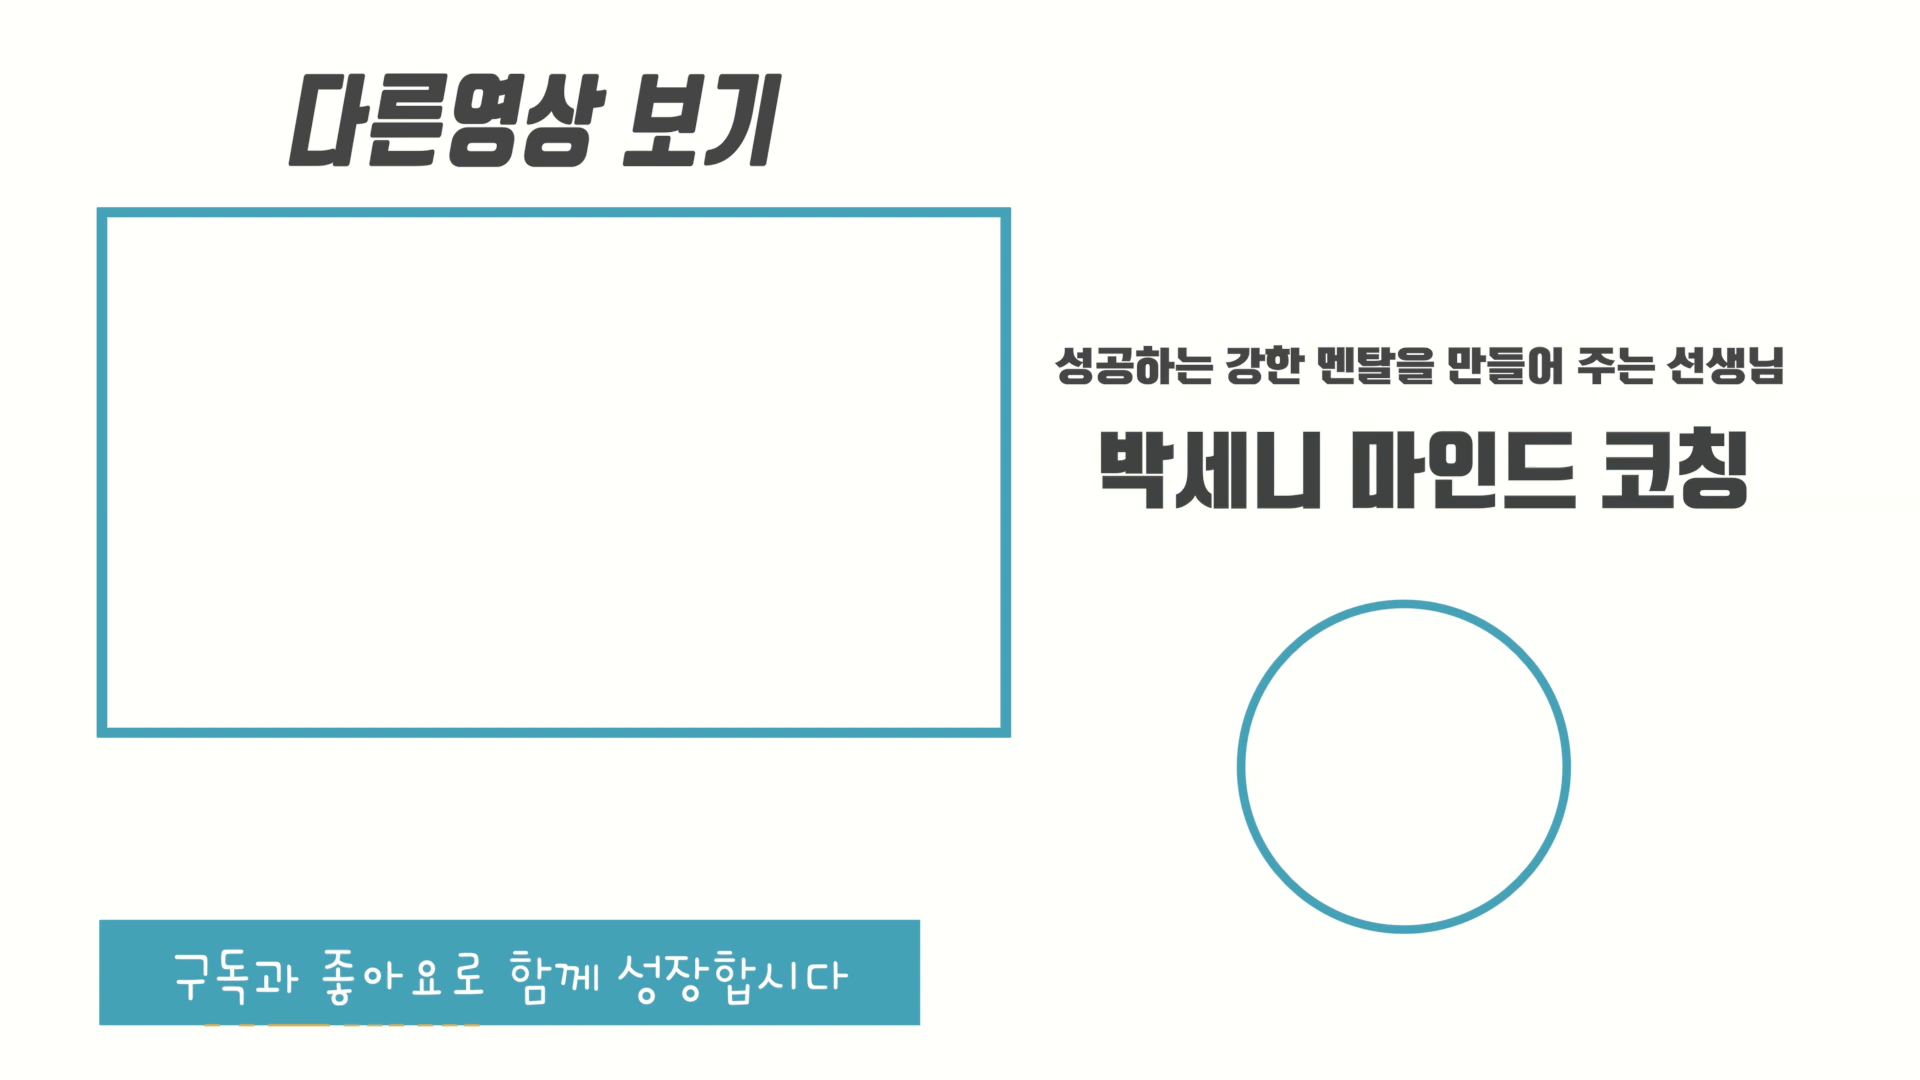 다른영상 보기
성공하는 강한 멘탈을 만들어 주는 선생님
박세니 마인드 코칭
구독과 좋아요로 함께 성장합시다